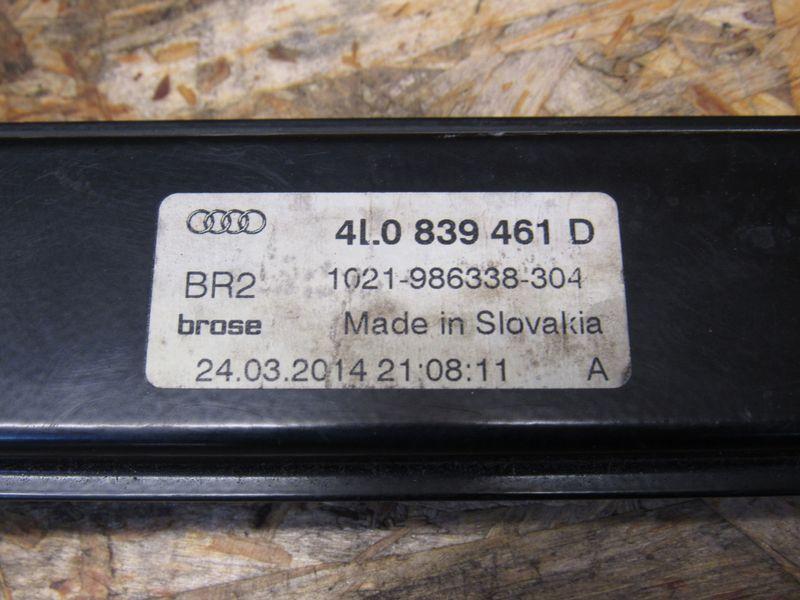 4L0 839 461 D
BR2 1021-986338-304
brose Made in Slovakia
24.03.2014 21:08:11 A